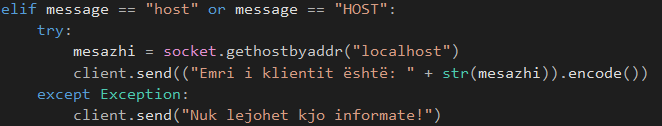 elif message == "host" or message == "HOST":
    try:
        mesazhi = socket.gethostbyaddr("localhost")
        client.send(("Emri i klientit është: " + str(mesazhi)).encode())
    except Exception:
        client.send("Nuk lejohet kjo informate!")